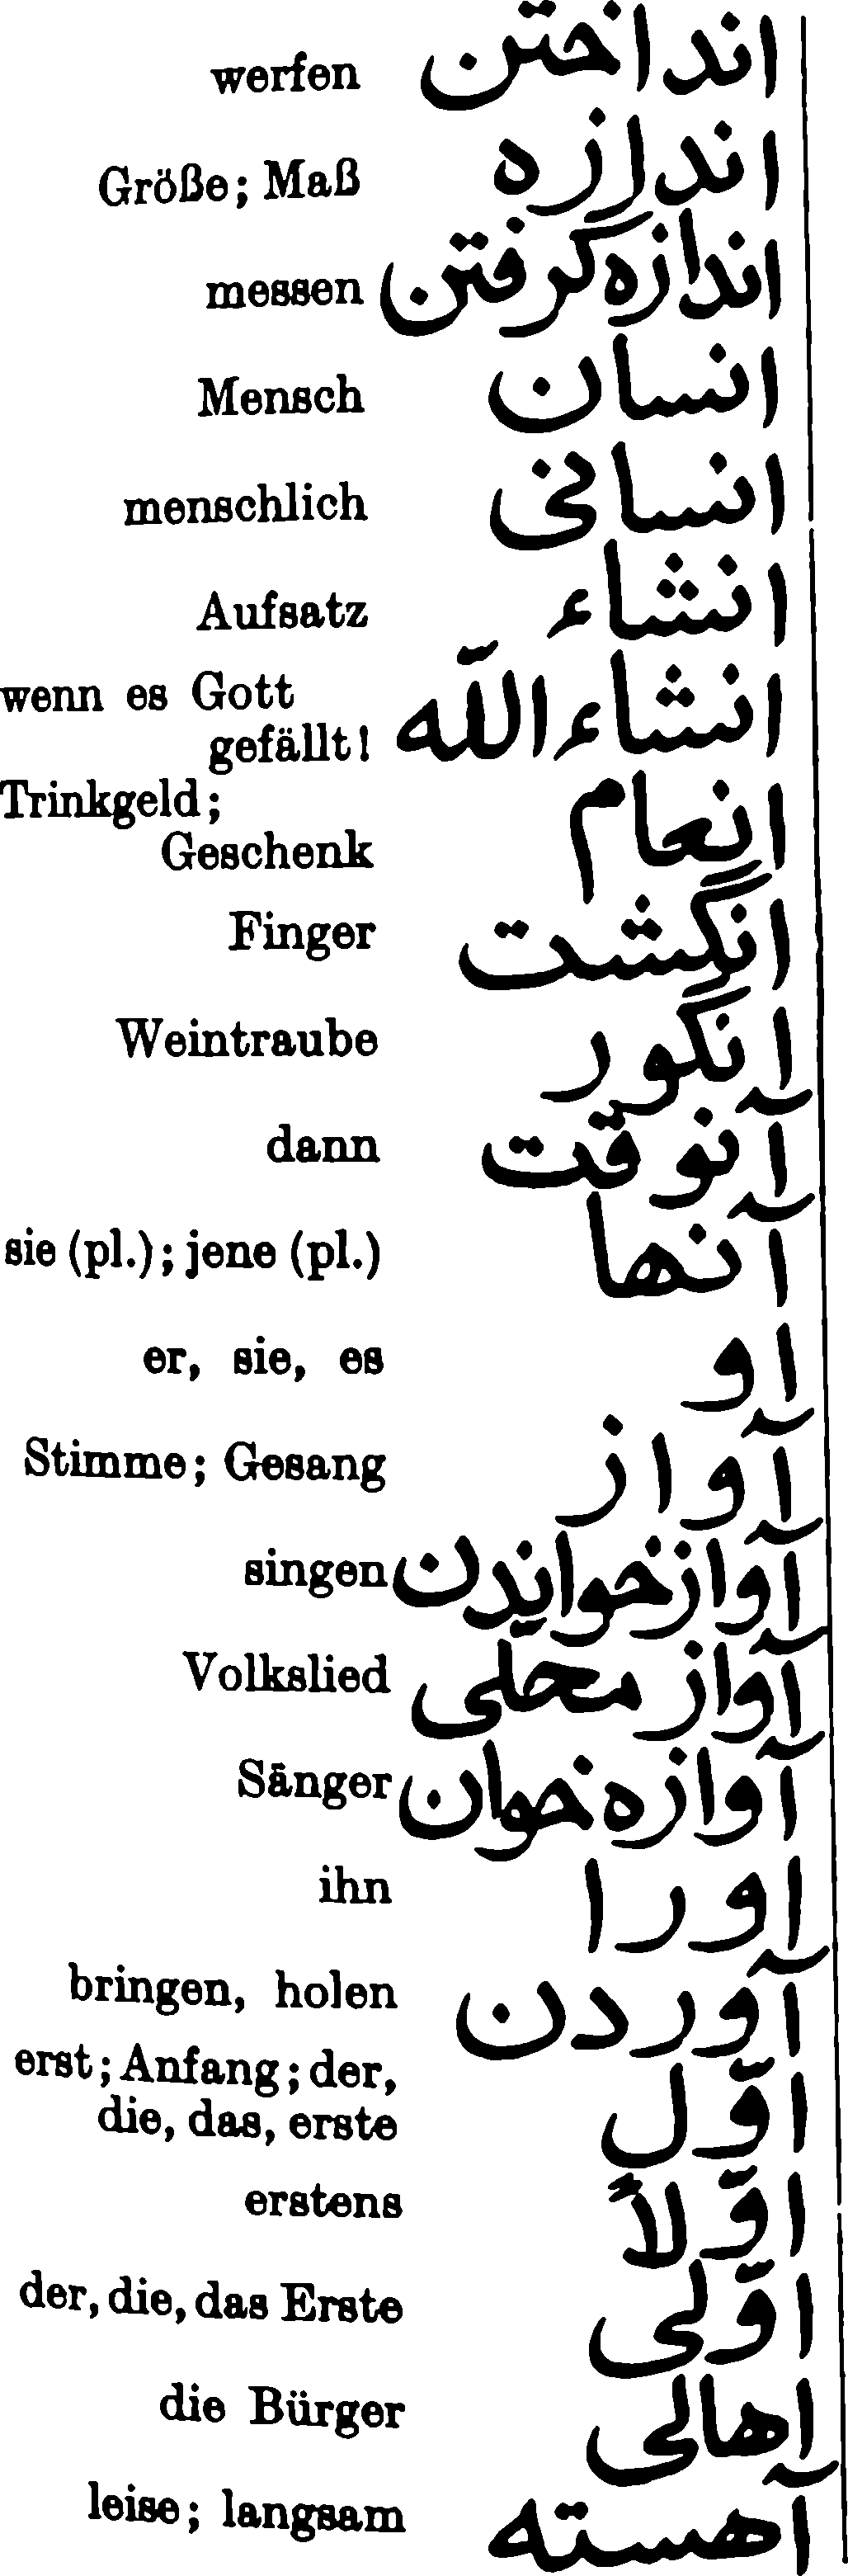 werfen انداختن
Größe; Maß اندازه
messen اندازه گرفتن
Mensch انسان
menschlich انسانی
Aufsatz انشاء
wenn es Gott
gefällt! انشاءالله
Trinkgeld;
Geschenk انعام
Finger انگشت
Weintraube انگور
dann آنوقت
sie (pl.); jene (pl.) آنها
er, sie, es او
Stimme; Gesang آواز
singen آواز خواندن
Volkslied آواز محلّی
Sänger آوازه خوان
ihn اورا
bringen, holen آوردن
erst; Anfang; der,
die, das, erste اوّل
erstens اوّلاً
der, die, das Erste اوّلی
die Bürger اهالی
leise; langsam آهسته